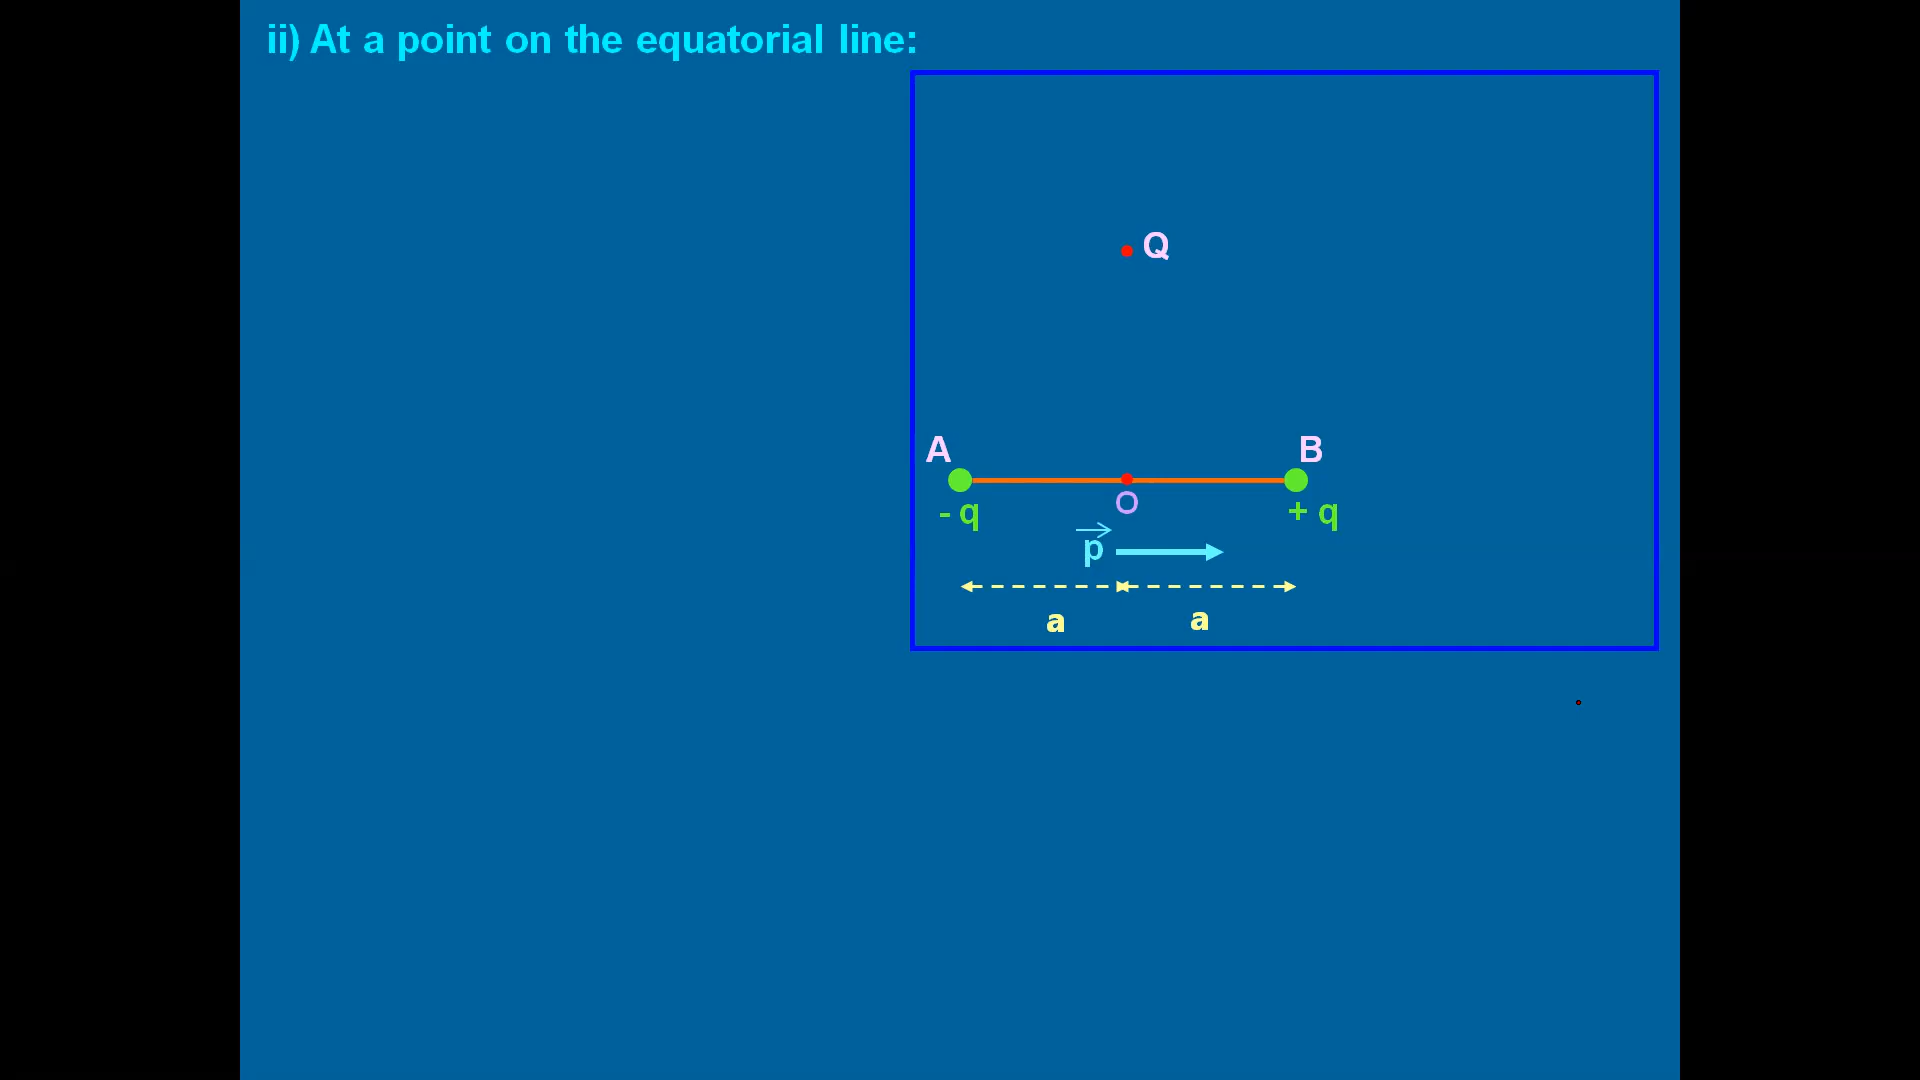 ii) At a point on the equatorial line:
Q
A
B
O
- q
+ q
p
a
a